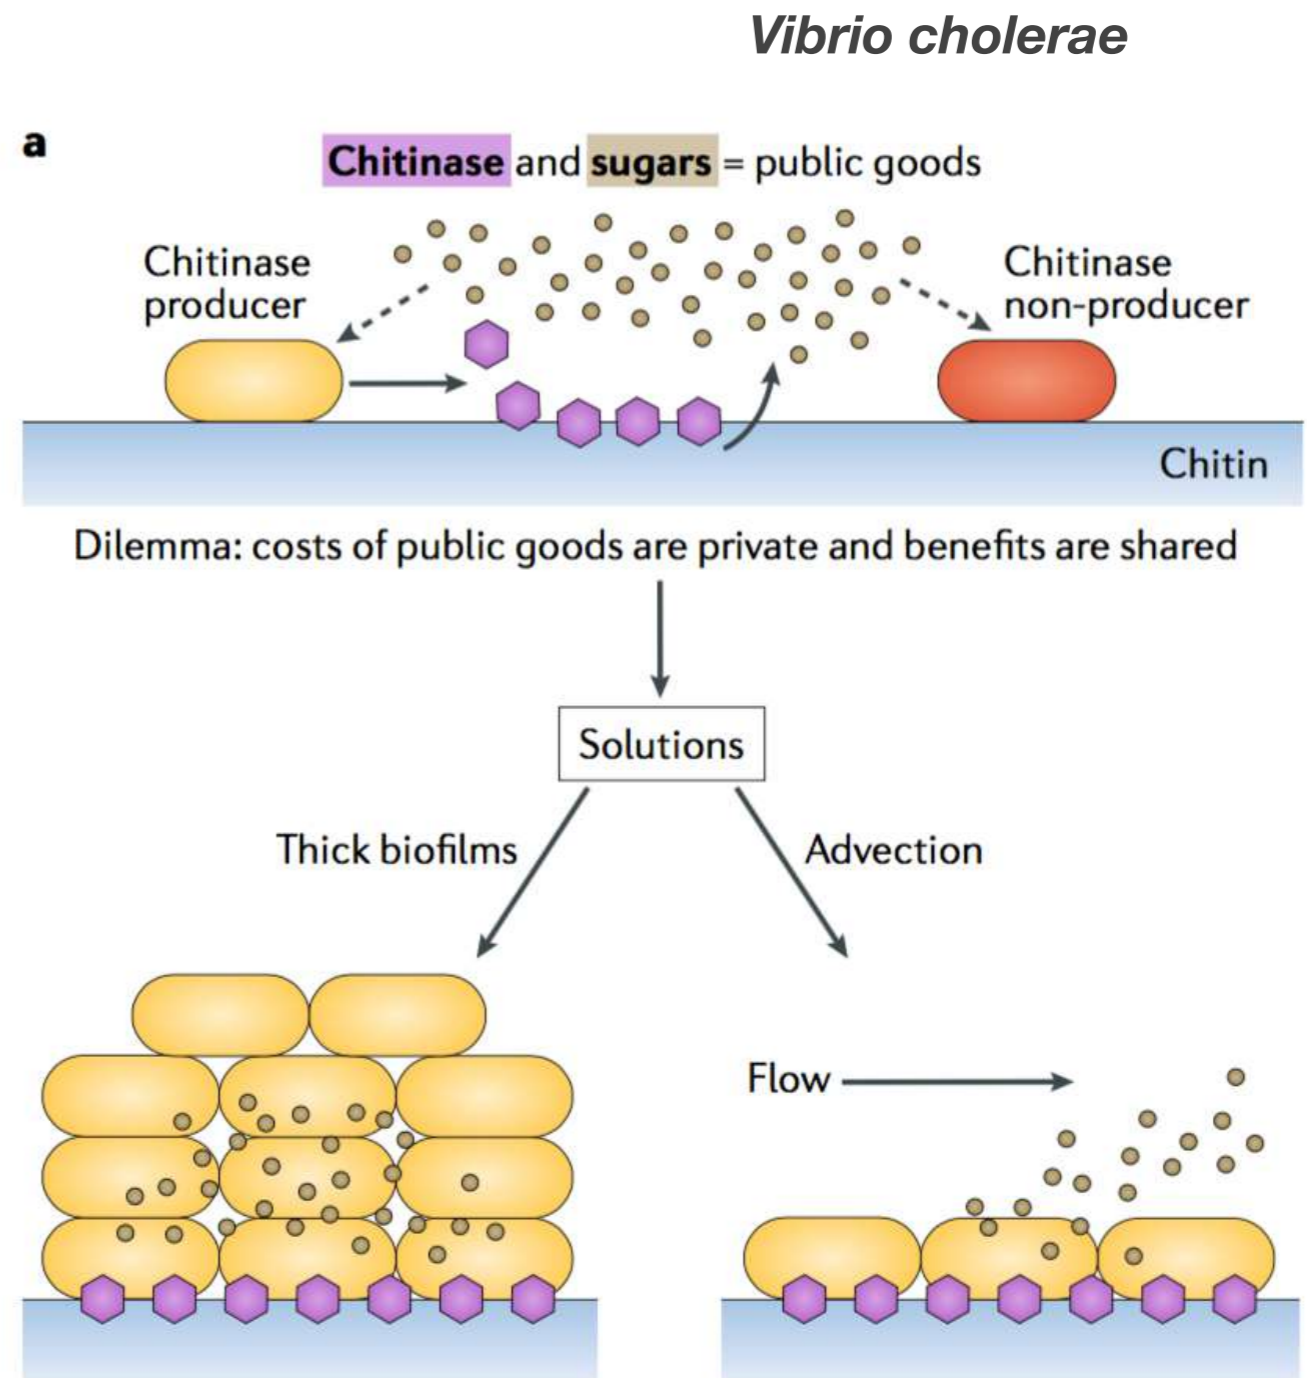 Vibrio cholerae
a
Chitinase and sugars = public goods
Chitinase
producer
Chitinase
non-producer
Chitin
Dilemma: costs of public goods are private and benefits are shared
Solutions
Thick biofilms
Advection
Flow